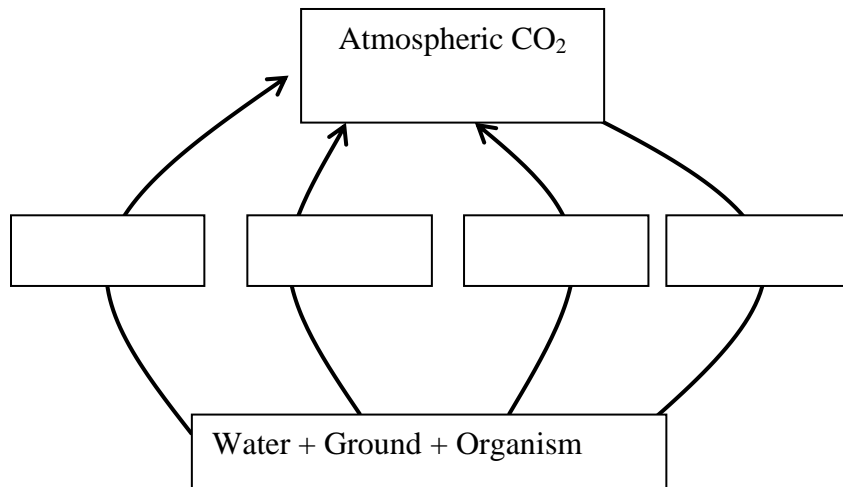 Atmospheric CO₂
Water + Ground + Organism